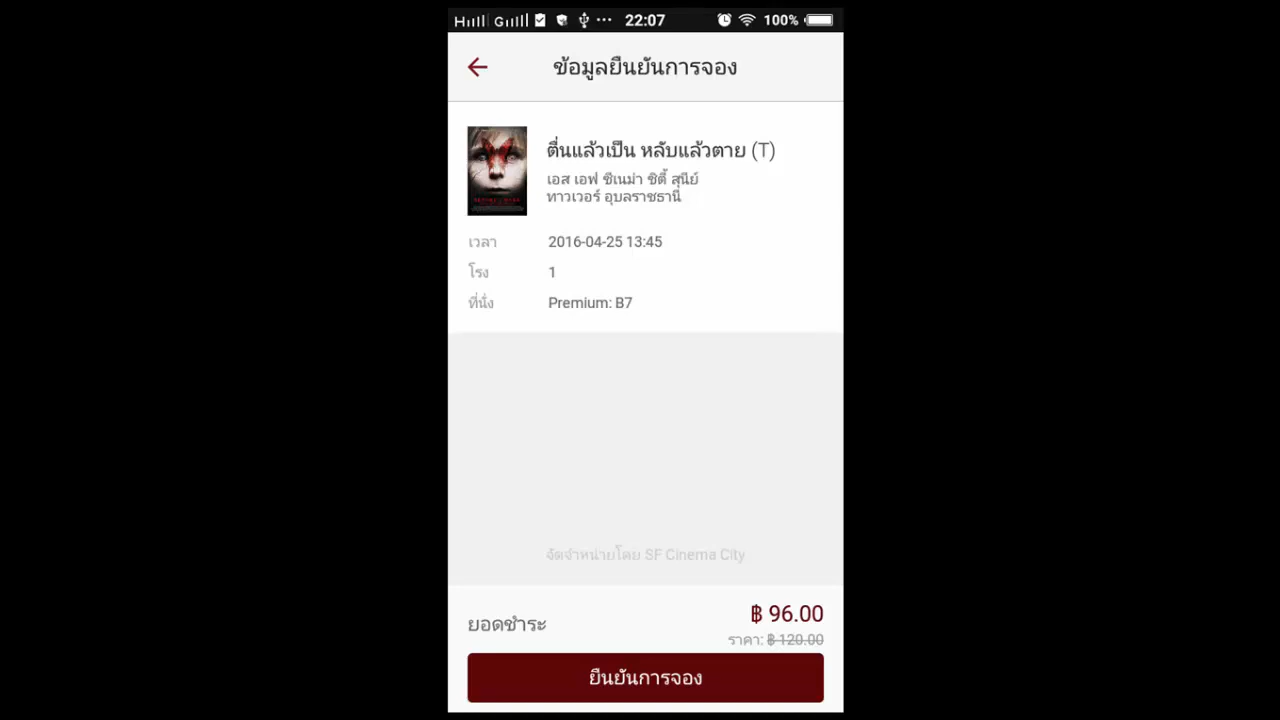 22:07 100%
ข้อมูลยืนยันการจอง
ตื่นแล้วเป็น หลับแล้วตาย (T)
เอส เอฟ ซีเนม่า ซิตี้ สุนีย์
ทาวเวอร์ อุบลราชธานี
เวลา 2016-04-25 13:45
โรง 1
ที่นั่ง Premium: B7
จัดจำหน่ายโดย SF Cinema City
ยอดชำระ ฿ 96.00
ราคา: ฿ 120.00
ยืนยันการจอง